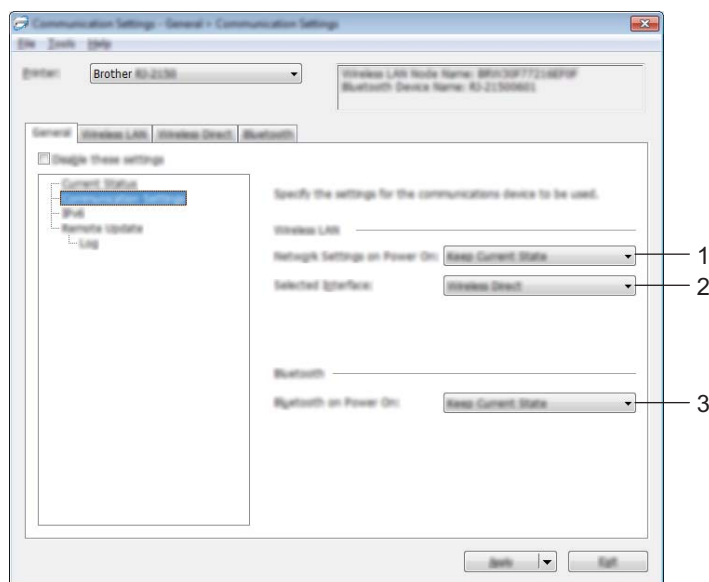 Communication Settings - General > Communication Settings
File Tools Help
Printer:
Brother RJ-2150
Wireless LAN Node Name:
Bluetooth Device Name:
General Wireless LAN Wireless Direct Bluetooth
Disable these settings
Current Status
Communication Settings
IPv6
Remote Update
Log
Specify the settings for the communications device to be used.
Wireless LAN
Network Settings on Power On: Keep Current State 1
Selected Interface: Wireless Direct 2
Bluetooth
Bluetooth on Power On: Keep Current State 3
Apply Exit